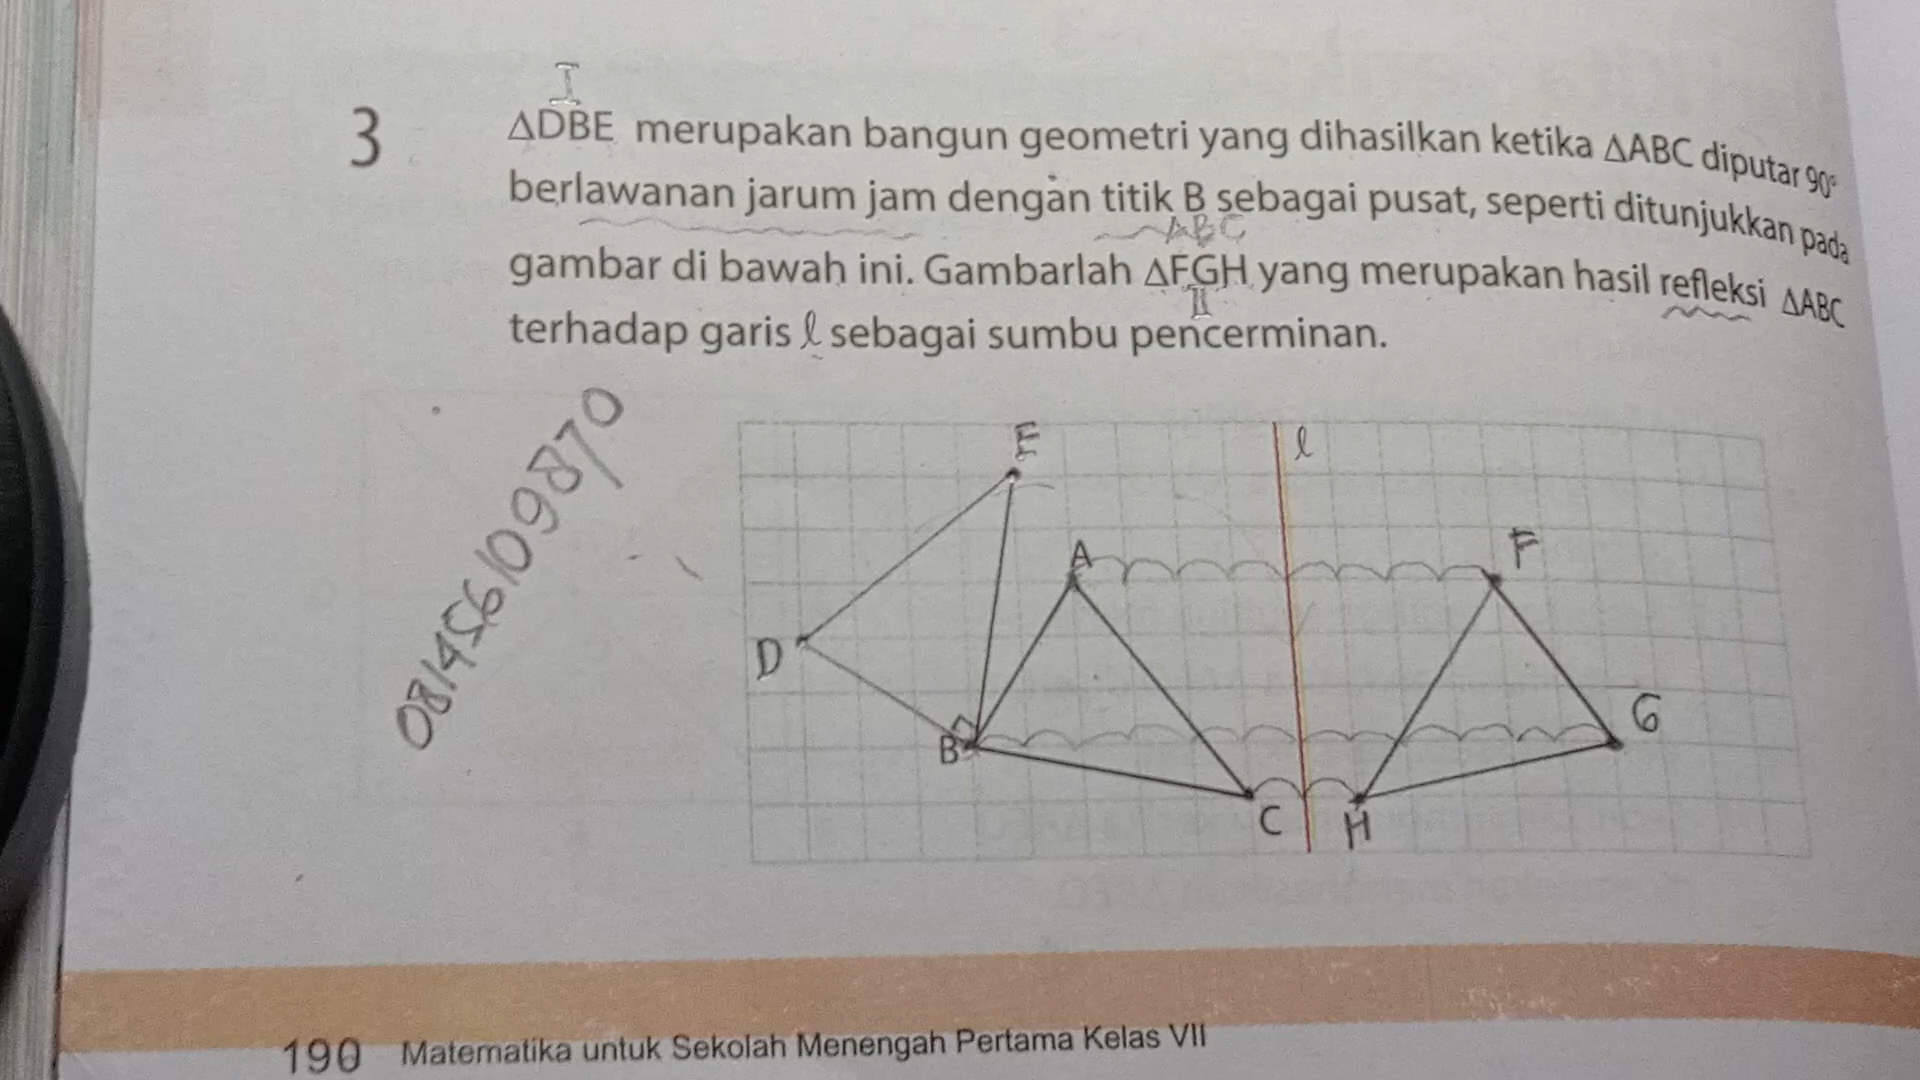 I
3 ΔDBE merupakan bangun geometri yang dihasilkan ketika ΔABC diputar 90°
berlawanan jarum jam dengan titik B sebagai pusat, seperti ditunjukkan pada
ABC
gambar di bawah ini. Gambarlah ΔFGH yang merupakan hasil refleksi ΔABC
II
terhadap garis ℓ sebagai sumbu pencerminan.
081456109870
E
ℓ
A
F
D
B
G
C
H
190 Matematika untuk Sekolah Menengah Pertama Kelas VII